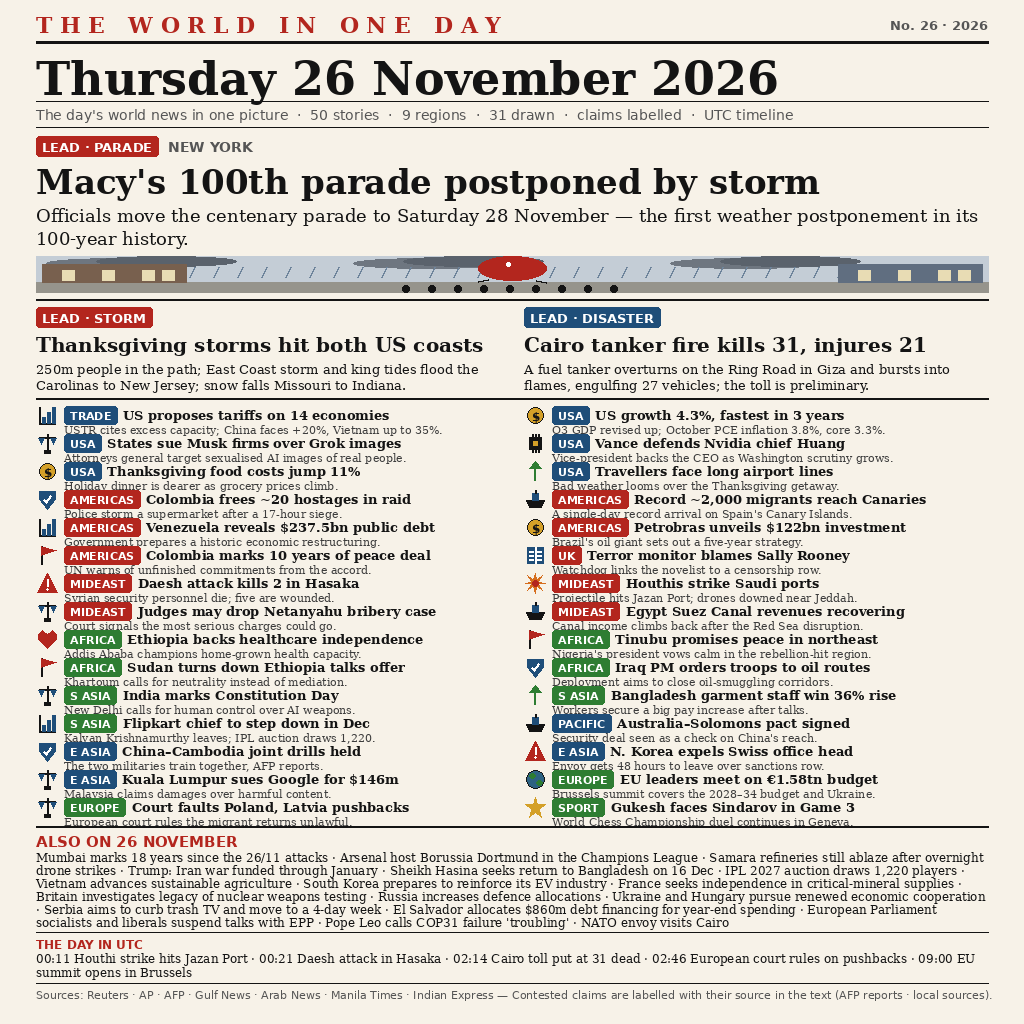 THE WORLD IN ONE DAY
No. 26 · 2026
Thursday 26 November 2026
The day's world news in one picture · 50 stories · 9 regions · 31 drawn · claims labelled · UTC timeline
LEAD · PARADE NEW YORK
Macy's 100th parade postponed by storm
Officials move the centenary parade to Saturday 28 November — the first weather postponement in its
100-year history.
LEAD · STORM
Thanksgiving storms hit both US coasts
250m people in the path; East Coast storm and king tides flood the
Carolinas to New Jersey; snow falls Missouri to Indiana.
LEAD · DISASTER
Cairo tanker fire kills 31, injures 21
A fuel tanker overturns on the Ring Road in Giza and bursts into
flames, engulfing 27 vehicles; the toll is preliminary.
TRADE US proposes tariffs on 14 economies
USTR cites excess capacity; China faces +20%, Vietnam up to 35%.
USA States sue Musk firms over Grok images
Attorneys general target sexualised AI images of real people.
USA Thanksgiving food costs jump 11%
Holiday dinner is dearer as grocery prices climb.
AMERICAS Colombia frees ~20 hostages in raid
Police storm a supermarket after a 17-hour siege.
AMERICAS Venezuela reveals $237.5bn public debt
Government prepares a historic economic restructuring.
AMERICAS Colombia marks 10 years of peace deal
UN warns of unfinished commitments from the accord.
MIDEAST Daesh attack kills 2 in Hasaka
Syrian security personnel die; five are wounded.
MIDEAST Judges may drop Netanyahu bribery case
Court signals the most serious charges could go.
AFRICA Ethiopia backs healthcare independence
Addis Ababa champions home-grown health capacity.
AFRICA Sudan turns down Ethiopia talks offer
Khartoum calls for neutrality instead of mediation.
S ASIA India marks Constitution Day
New Delhi calls for human control over AI weapons.
S ASIA Flipkart chief to step down in Dec
Kalyan Krishnamurthy leaves; IPL auction draws 1,220.
E ASIA China–Cambodia joint drills held
The two militaries train together, AFP reports.
E ASIA Kuala Lumpur sues Google for $146m
Malaysia claims damages over harmful content.
EUROPE Court faults Poland, Latvia pushbacks
European court rules the migrant returns unlawful.
USA US growth 4.3%, fastest in 3 years
Q3 GDP revised up; October PCE inflation 3.8%, core 3.3%.
USA Vance defends Nvidia chief Huang
Vice-president backs the CEO as Washington scrutiny grows.
USA Travellers face long airport lines
Bad weather looms over the Thanksgiving getaway.
AMERICAS Record ~2,000 migrants reach Canaries
A single-day record arrival on Spain's Canary Islands.
AMERICAS Petrobras unveils $122bn investment
Brazil's oil giant sets out a five-year strategy.
UK Terror monitor blames Sally Rooney
Watchdog links the novelist to a censorship row.
MIDEAST Houthis strike Saudi ports
Projectile hits Jazan Port; drones downed near Jeddah.
MIDEAST Egypt Suez Canal revenues recovering
Canal income climbs back after the Red Sea disruption.
AFRICA Tinubu promises peace in northeast
Nigeria's president vows calm in the rebellion-hit region.
AFRICA Iraq PM orders troops to oil routes
Deployment aims to close oil-smuggling corridors.
S ASIA Bangladesh garment staff win 36% rise
Workers secure a big pay increase after talks.
PACIFIC Australia–Solomons pact signed
Security deal seen as a check on China's reach.
E ASIA N. Korea expels Swiss office head
Envoy gets 48 hours to leave over sanctions row.
EUROPE EU leaders meet on €1.58tn budget
Brussels summit covers the 2028–34 budget and Ukraine.
SPORT Gukesh faces Sindarov in Game 3
World Chess Championship duel continues in Geneva.
ALSO ON 26 NOVEMBER
Mumbai marks 18 years since the 26/11 attacks · Arsenal host Borussia Dortmund in the Champions League · Samara refineries still ablaze after overnight
drone strikes · Trump: Iran war funded through January · Sheikh Hasina seeks return to Bangladesh on 16 Dec · IPL 2027 auction draws 1,220 players ·
Vietnam advances sustainable agriculture · South Korea prepares to reinforce its EV industry · France seeks independence in critical-mineral supplies ·
Britain investigates legacy of nuclear weapons testing · Russia increases defence allocations · Ukraine and Hungary pursue renewed economic cooperation
· Serbia aims to curb trash TV and move to a 4-day week · El Salvador allocates $860m debt financing for year-end spending · European Parliament
socialists and liberals suspend talks with EPP · Pope Leo calls COP31 failure 'troubling' · NATO envoy visits Cairo
THE DAY IN UTC
00:11 Houthi strike hits Jazan Port · 00:21 Daesh attack in Hasaka · 02:14 Cairo toll put at 31 dead · 02:46 European court rules on pushbacks · 09:00 EU
summit opens in Brussels
Sources: Reuters · AP · AFP · Gulf News · Arab News · Manila Times · Indian Express — Contested claims are labelled with their source in the text (AFP reports · local sources).